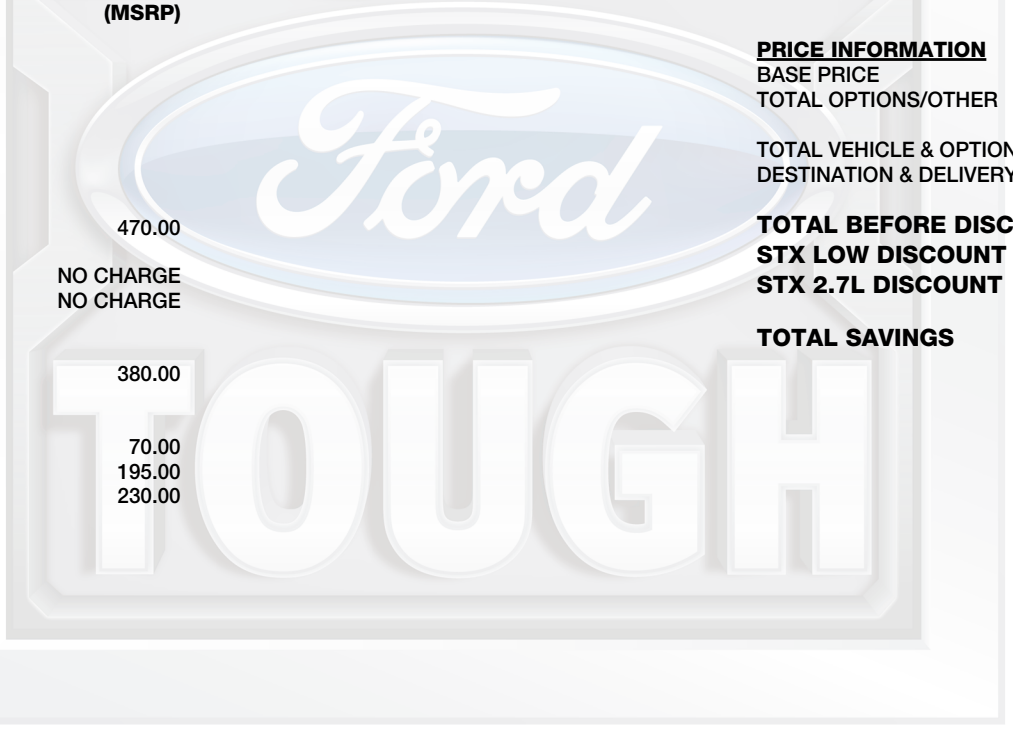 (MSRP)
470.00
NO CHARGE
NO CHARGE
380.00
70.00
195.00
230.00
PRICE INFORMATION
BASE PRICE
TOTAL OPTIONS/OTHER
TOTAL VEHICLE & OPTION
DESTINATION & DELIVERY
TOTAL BEFORE DISC
STX LOW DISCOUNT
STX 2.7L DISCOUNT
TOTAL SAVINGS
Ford
TOUGH